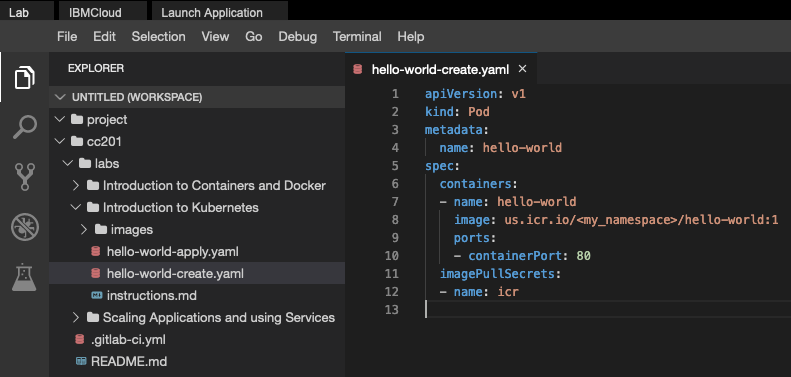 Lab IBMCloud Launch Application
File Edit Selection View Go Debug Terminal Help
EXPLORER
UNTITLED (WORKSPACE)
project
cc201
labs
Introduction to Containers and Docker
Introduction to Kubernetes
images
hello-world-apply.yaml
hello-world-create.yaml
instructions.md
Scaling Applications and using Services
.gitlab-ci.yml
README.md
hello-world-create.yaml ×
1 apiVersion: v1
2 kind: Pod
3 metadata:
4   name: hello-world
5 spec:
6   containers:
7   - name: hello-world
8     image: us.icr.io/<my_namespace>/hello-world:1
9     ports:
10     - containerPort: 80
11   imagePullSecrets:
12   - name: icr
13